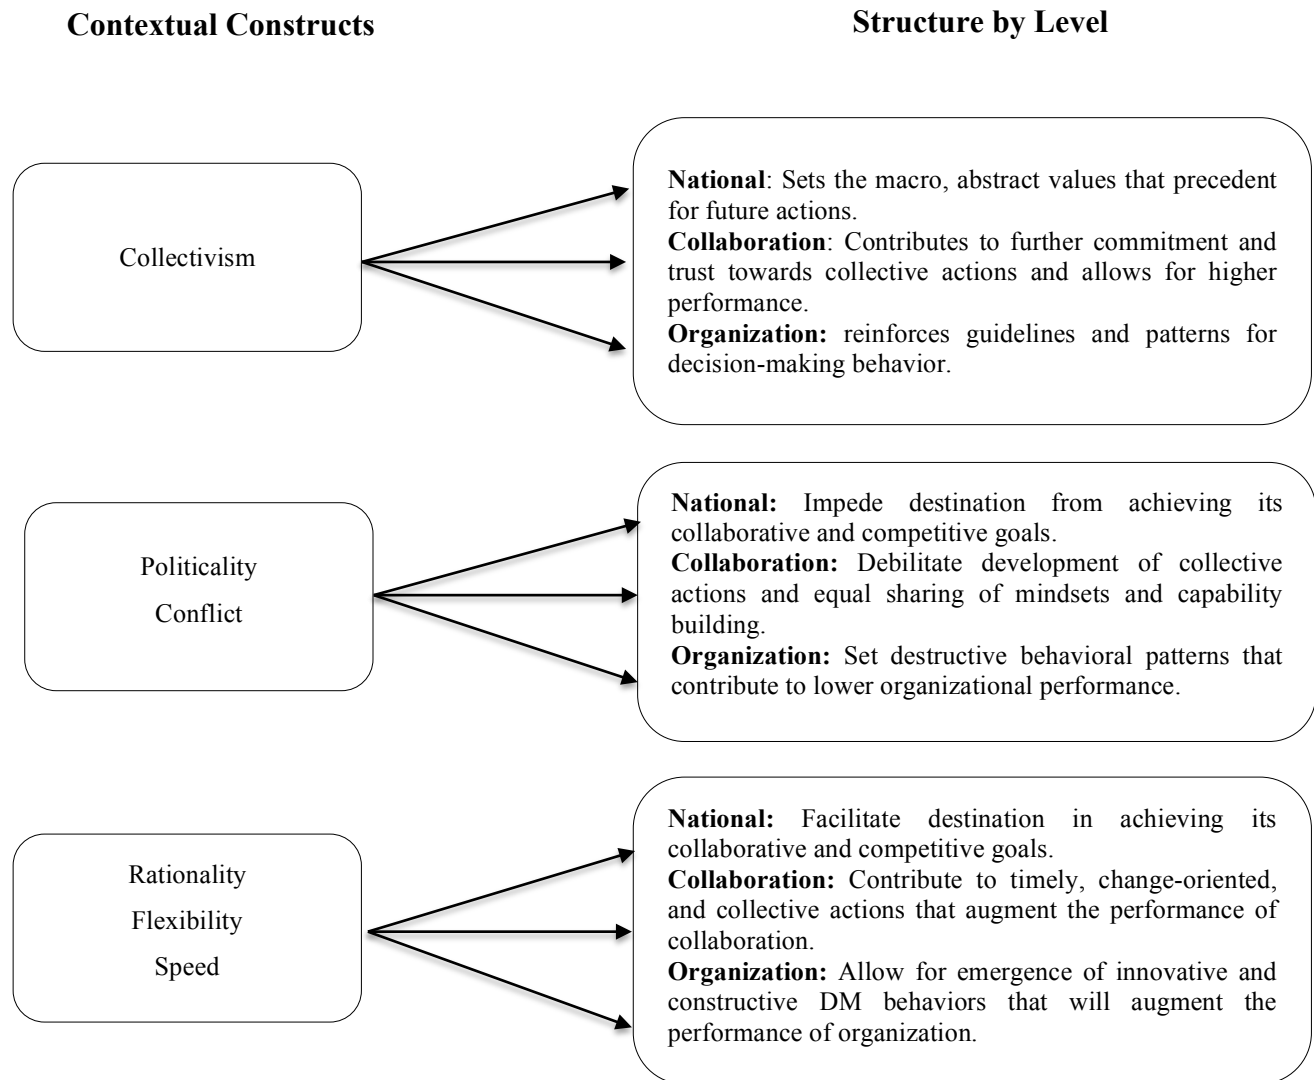 Contextual Constructs
Structure by Level
Collectivism
National: Sets the macro, abstract values that precedent
for future actions.
Collaboration: Contributes to further commitment and
trust towards collective actions and allows for higher
performance.
Organization: reinforces guidelines and patterns for
decision-making behavior.
Politicality
Conflict
National: Impede destination from achieving its
collaborative and competitive goals.
Collaboration: Debilitate development of collective
actions and equal sharing of mindsets and capability
building.
Organization: Set destructive behavioral patterns that
contribute to lower organizational performance.
Rationality
Flexibility
Speed
National: Facilitate destination in achieving its
collaborative and competitive goals.
Collaboration: Contribute to timely, change-oriented,
and collective actions that augment the performance of
collaboration.
Organization: Allow for emergence of innovative and
constructive DM behaviors that will augment the
performance of organization.